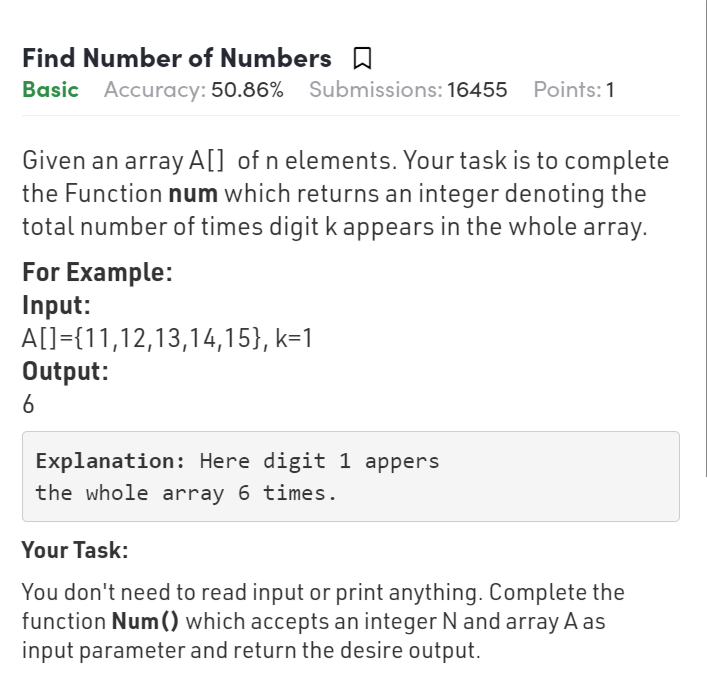 Find Number of Numbers
Basic Accuracy: 50.86% Submissions: 16455 Points: 1
Given an array A[] of n elements. Your task is to complete
the Function num which returns an integer denoting the
total number of times digit k appears in the whole array.
For Example:
Input:
A[]={11,12,13,14,15}, k=1
Output:
6
Explanation: Here digit 1 appers
the whole array 6 times.
Your Task:
You don't need to read input or print anything. Complete the
function Num() which accepts an integer N and array A as
input parameter and return the desire output.